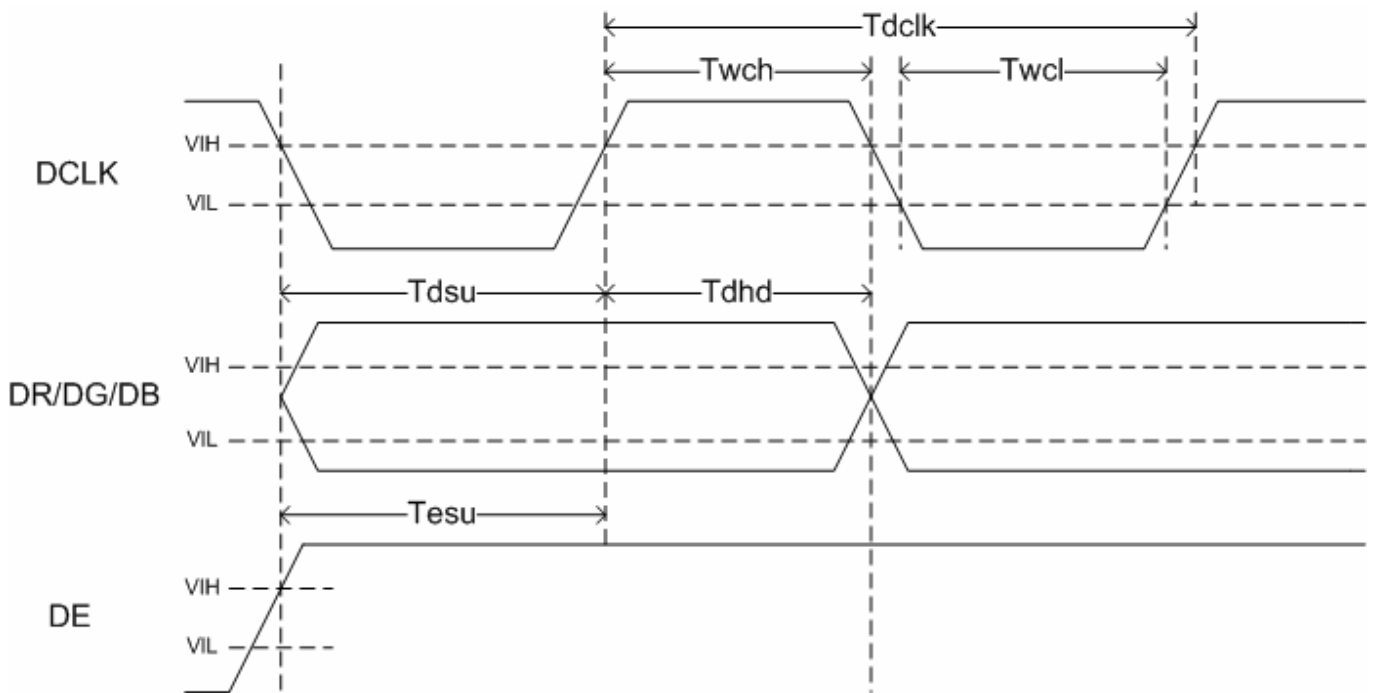 Tdclk
Twch
Twcl
VIH
DCLK
VIL
Tdsu
Tdhd
VIH
DR/DG/DB
VIL
Tesu
VIH
DE
VIL